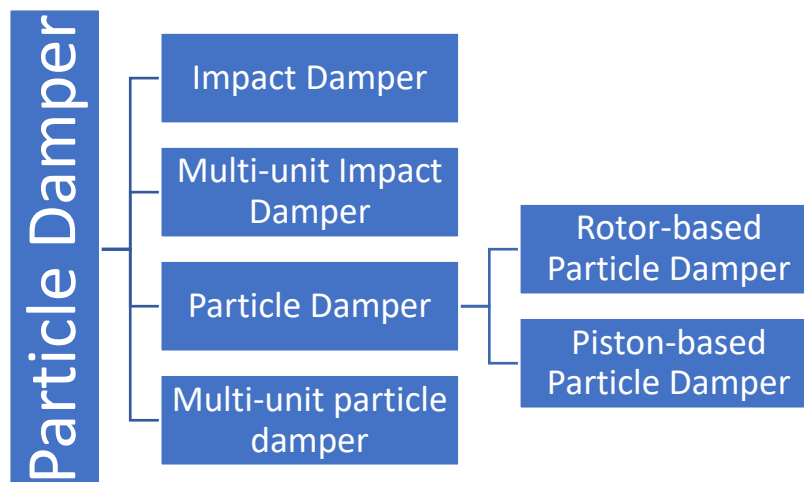 Particle Damper
Impact Damper
Multi-unit Impact
Damper
Particle Damper
Multi-unit particle
damper
Rotor-based
Particle Damper
Piston-based
Particle Damper